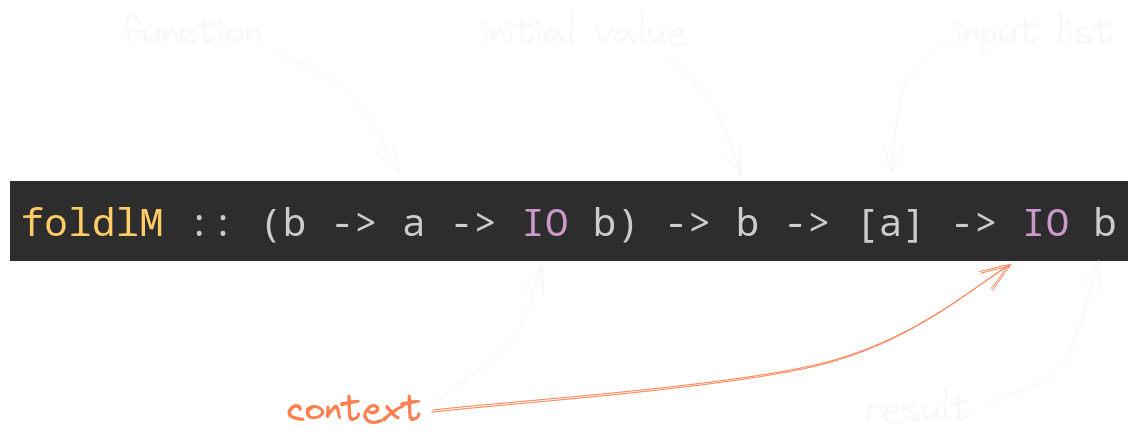 function initial value input list
foldlM :: (b -> a -> IO b) -> b -> [a] -> IO b
context result